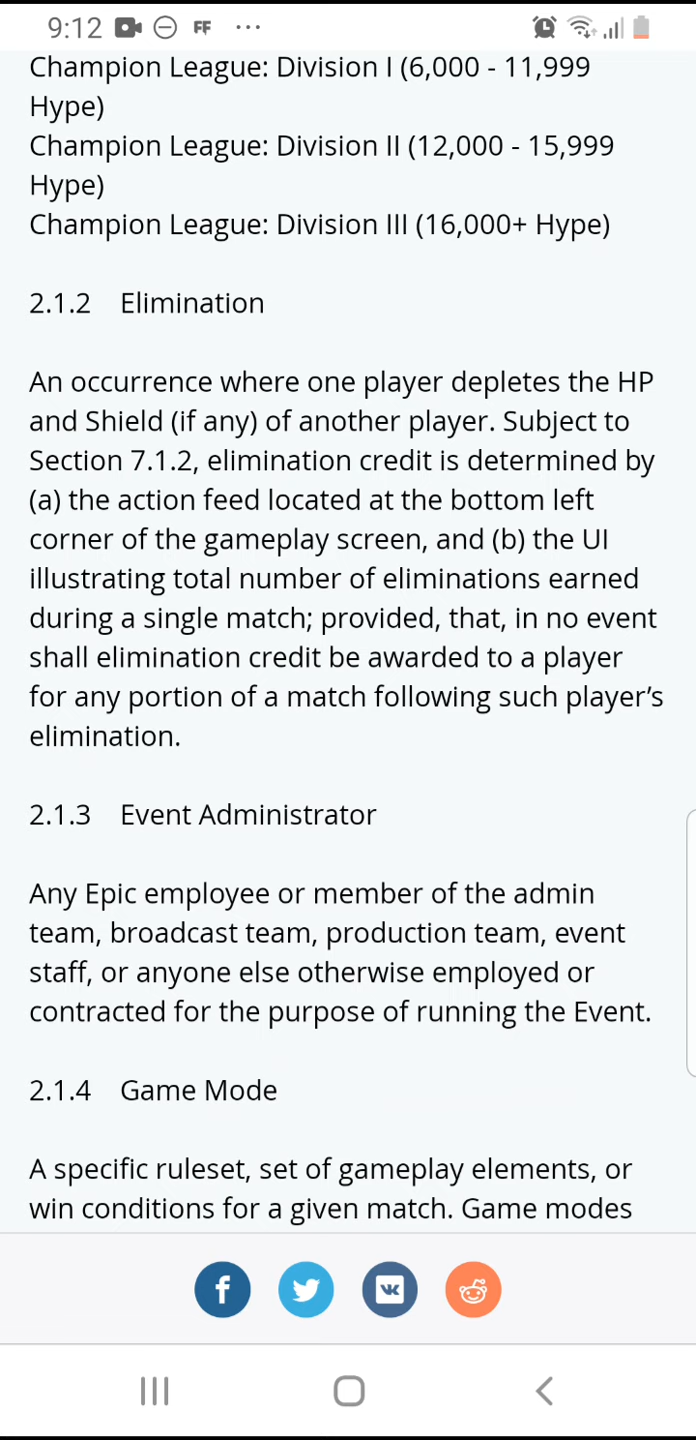 9:12 FF ...
Champion League: Division I (6,000 - 11,999
Hype)
Champion League: Division II (12,000 - 15,999
Hype)
Champion League: Division III (16,000+ Hype)
2.1.2 Elimination
An occurrence where one player depletes the HP
and Shield (if any) of another player. Subject to
Section 7.1.2, elimination credit is determined by
(a) the action feed located at the bottom left
corner of the gameplay screen, and (b) the UI
illustrating total number of eliminations earned
during a single match; provided, that, in no event
shall elimination credit be awarded to a player
for any portion of a match following such player’s
elimination.
2.1.3 Event Administrator
Any Epic employee or member of the admin
team, broadcast team, production team, event
staff, or anyone else otherwise employed or
contracted for the purpose of running the Event.
2.1.4 Game Mode
A specific ruleset, set of gameplay elements, or
win conditions for a given match. Game modes